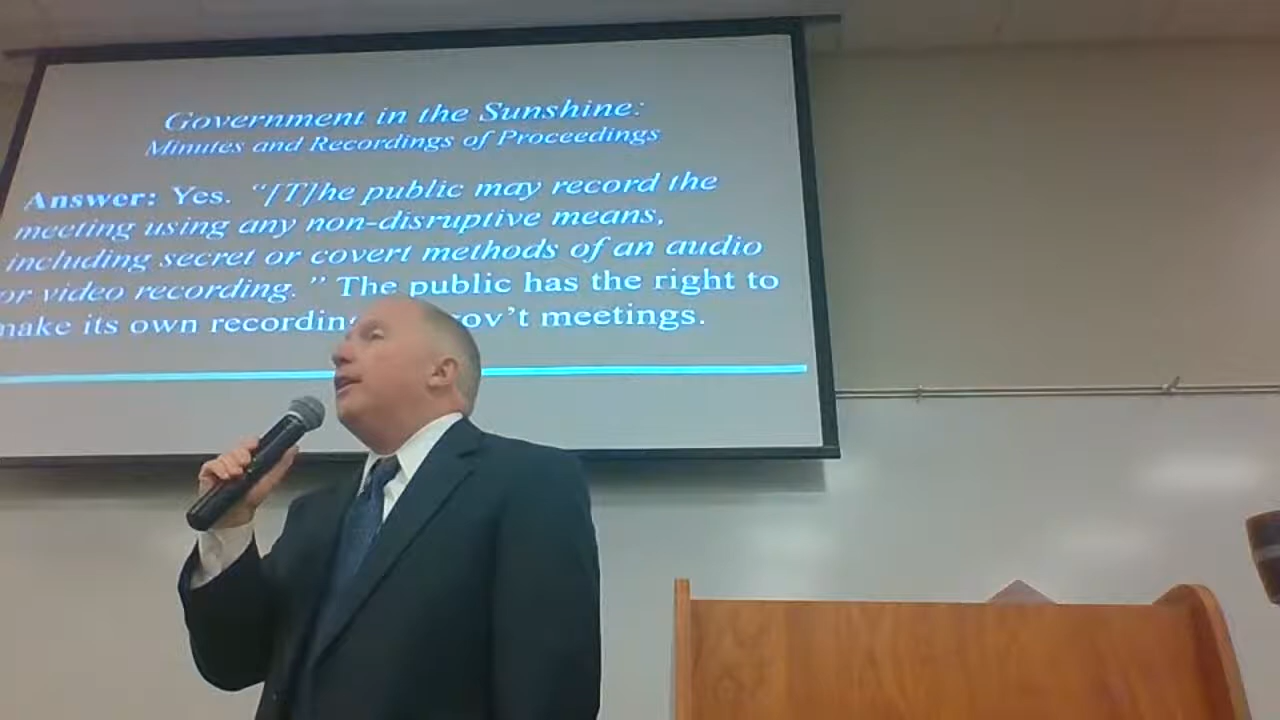 Government in the Sunshine:
Minutes and Recordings of Proceedings
Answer: Yes. "[T]he public may record the
meeting using any non-disruptive means,
including secret or covert methods of an audio
or video recording." The public has the right to
make its own recording gov't meetings.